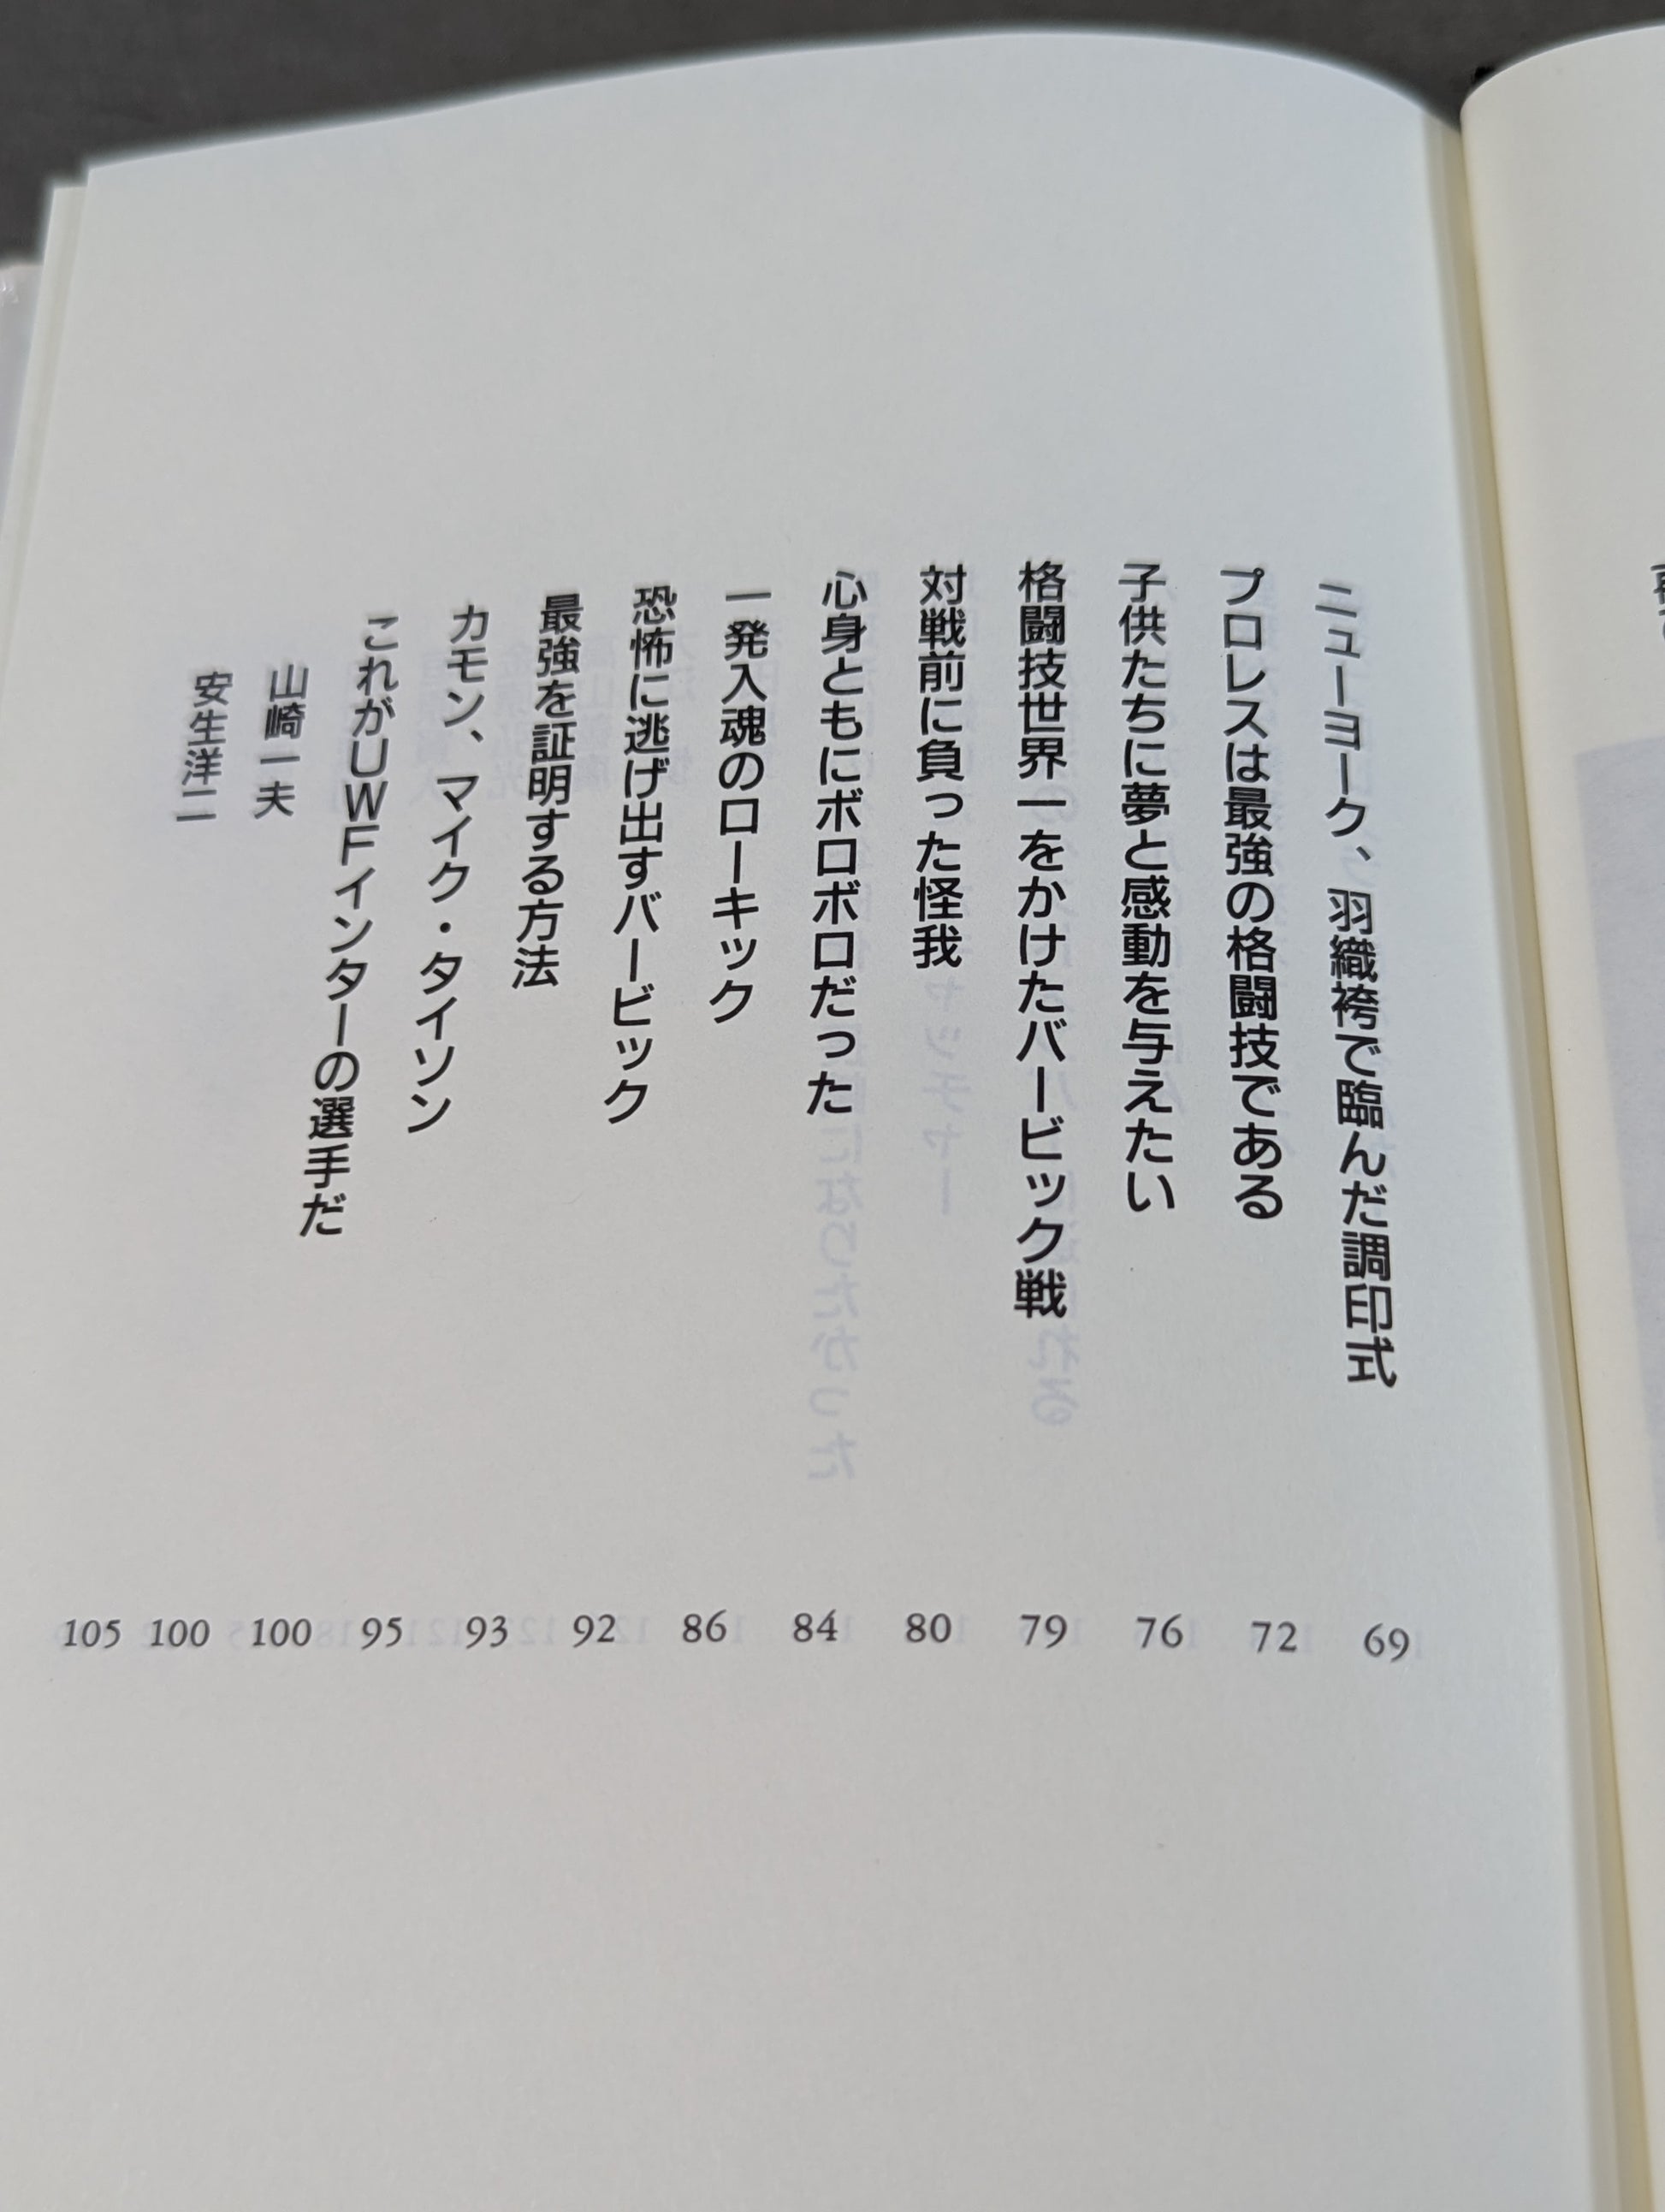 ニューヨーク、羽織袴で臨んだ調印式 69
プロレスは最強の格闘技である 72
子供たちに夢と感動を与えたい 76
格闘技世界一をかけたバービック戦 79
対戦前に負った怪我 80
心身ともにボロボロだった 84
一発入魂のローキック 86
恐怖に逃げ出すバービック 92
最強を証明する方法 93
カモン、マイク・タイソン 95
これがUWFインターの選手だ 100
山崎一夫 100
安生洋二 105